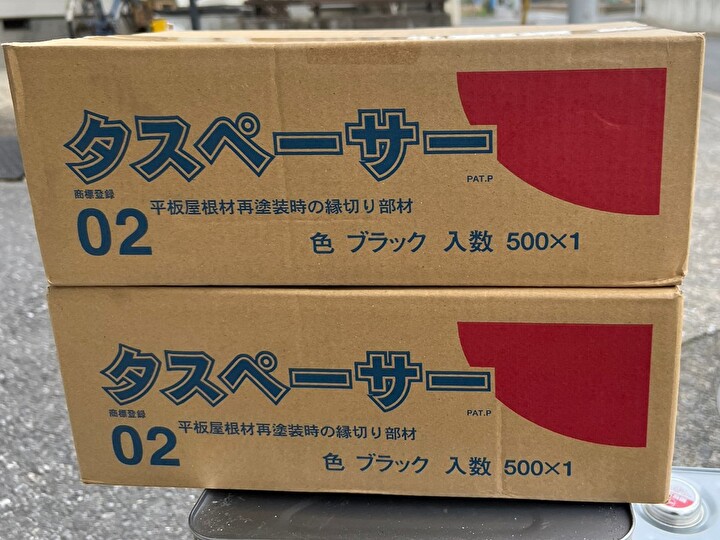 タスペーサー
PAT.P
商標登録
02 平板屋根材再塗装時の縁切り部材
色 ブラック 入数 500×1
タスペーサー
PAT.P
商標登録
02 平板屋根材再塗装時の縁切り部材
色 ブラック 入数 500×1